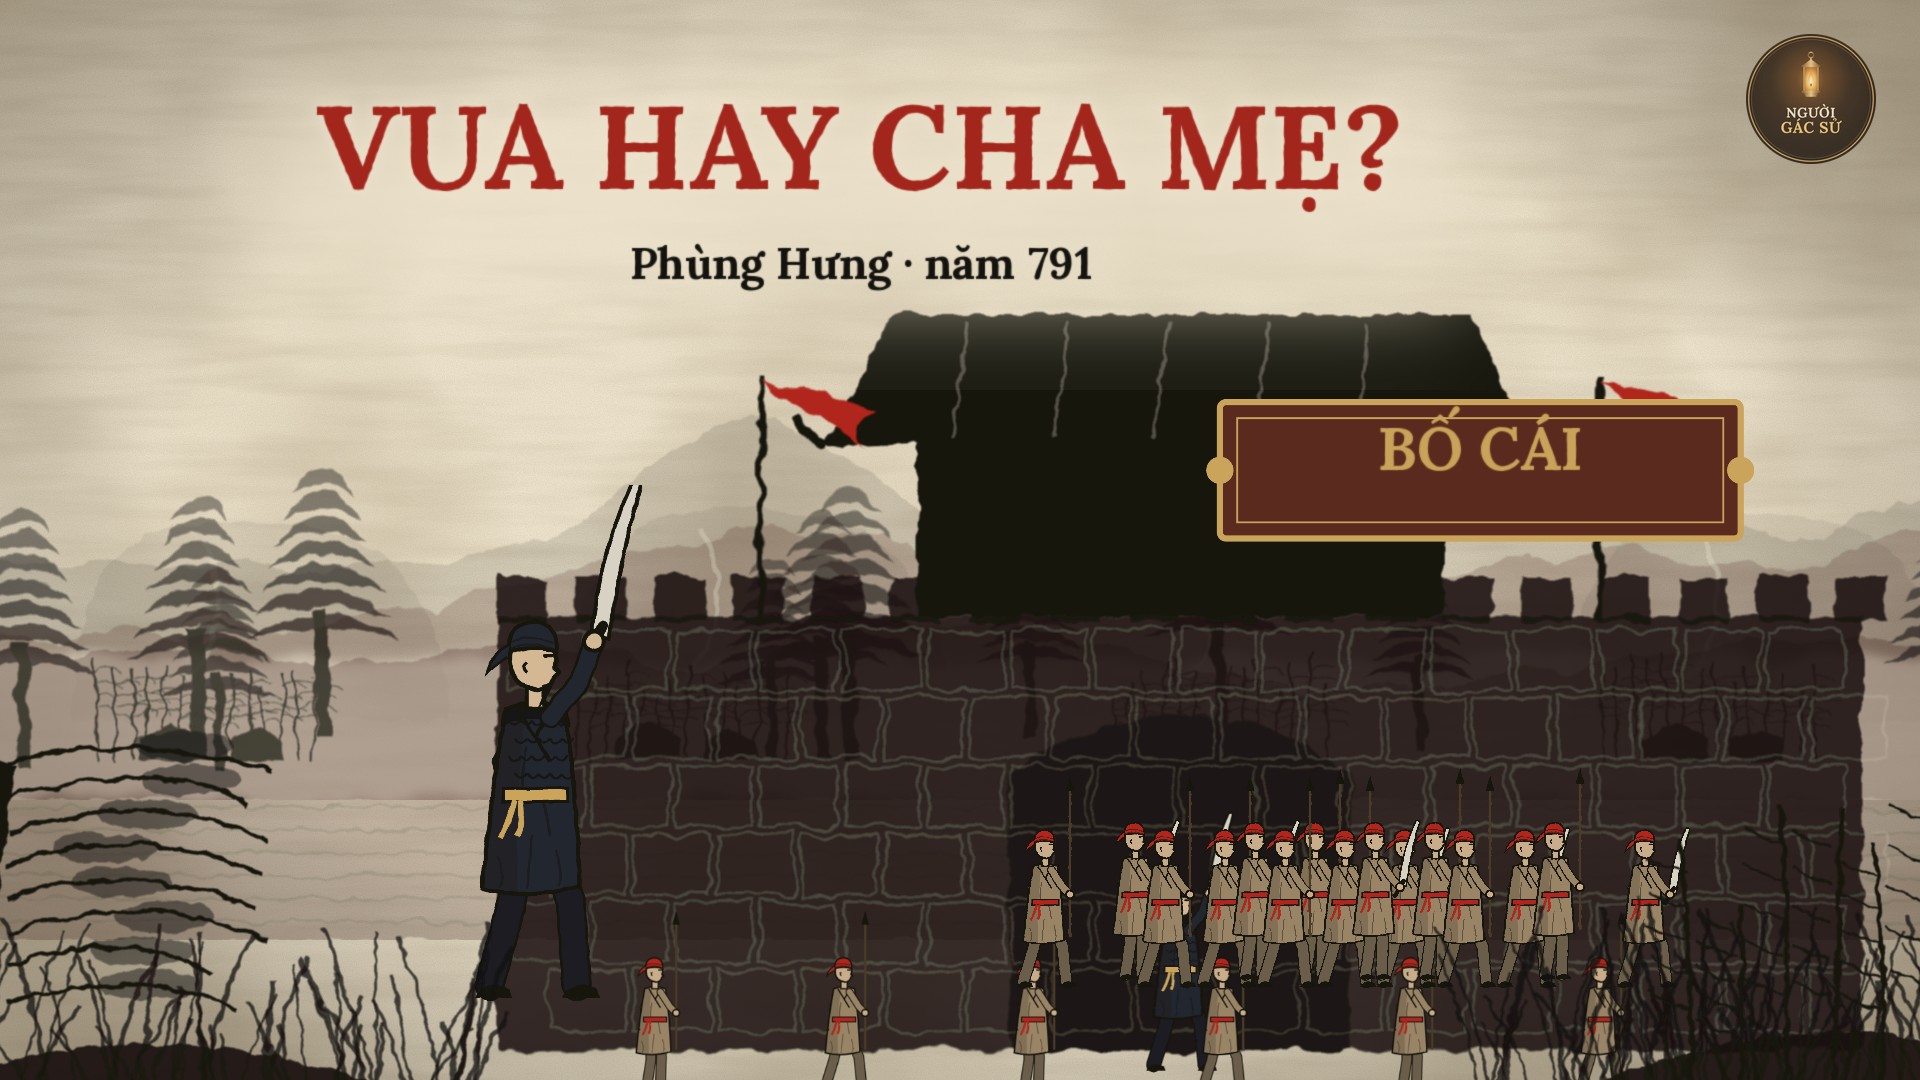 VUA HAY CHA MẸ?
NGƯỜI
GÁC SỬ
Phùng Hưng · năm 791
BỐ CÁI